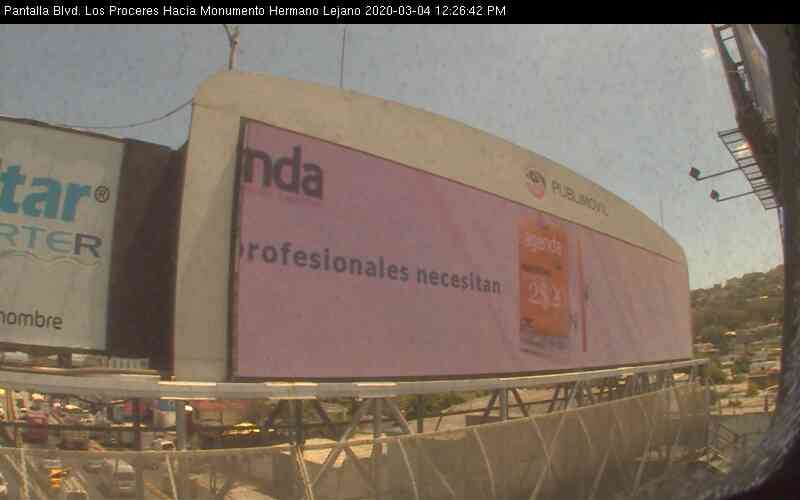 Pantalla Blvd. Los Proceres Hacia Monumento Hermano Lejano 2020-03-04 12:26:42 PM
PUBLIMOVIL
nda
tar®
RTER
profesionales necesitan
agenda
nombre